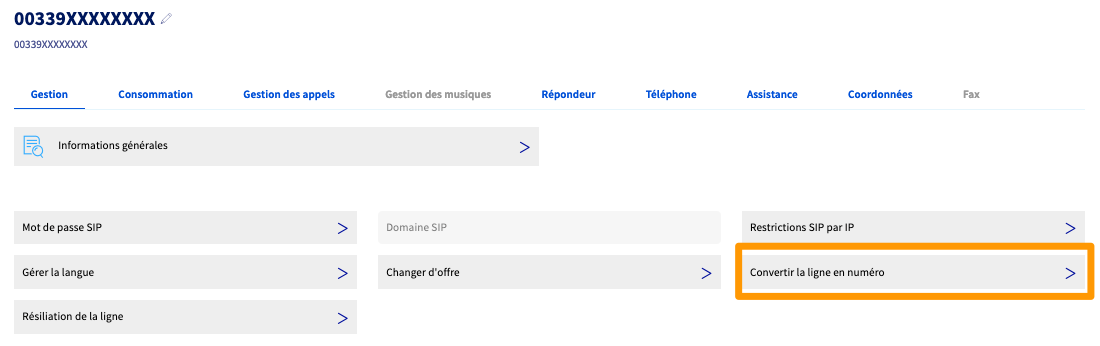 00339XXXXXXXX
00339XXXXXXXX
Gestion Consommation Gestion des appels Gestion des musiques Répondeur Téléphone Assistance Coordonnées Fax
Informations générales
Mot de passe SIP Domaine SIP Restrictions SIP par IP
Gérer la langue Changer d'offre Convertir la ligne en numéro
Résiliation de la ligne